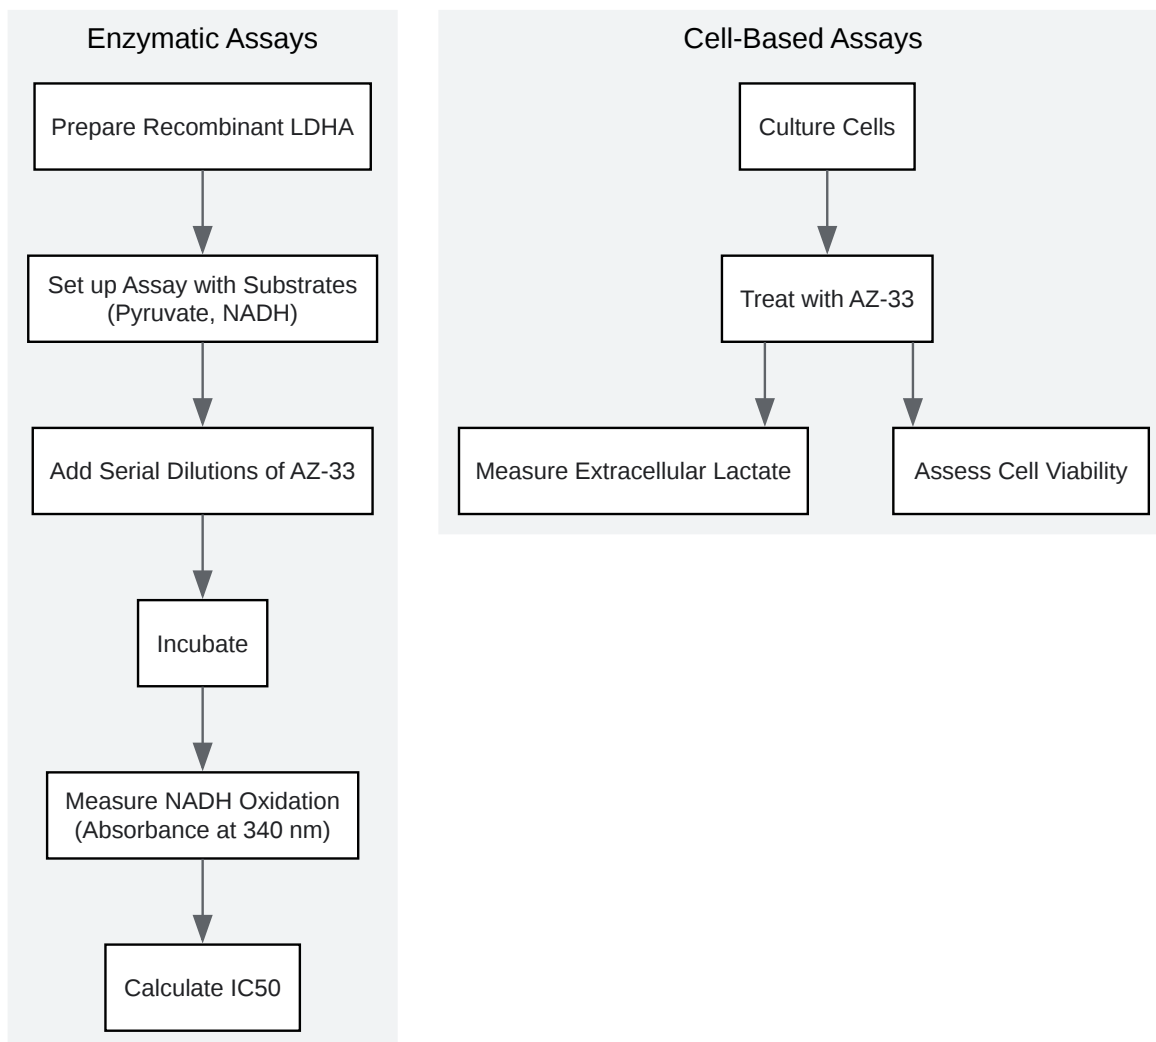 Enzymatic Assays
Prepare Recombinant LDHA
Set up Assay with Substrates
(Pyruvate, NADH)
Add Serial Dilutions of AZ-33
Incubate
Measure NADH Oxidation
(Absorbance at 340 nm)
Calculate IC50
Cell-Based Assays
Culture Cells
Treat with AZ-33
Measure Extracellular Lactate
Assess Cell Viability